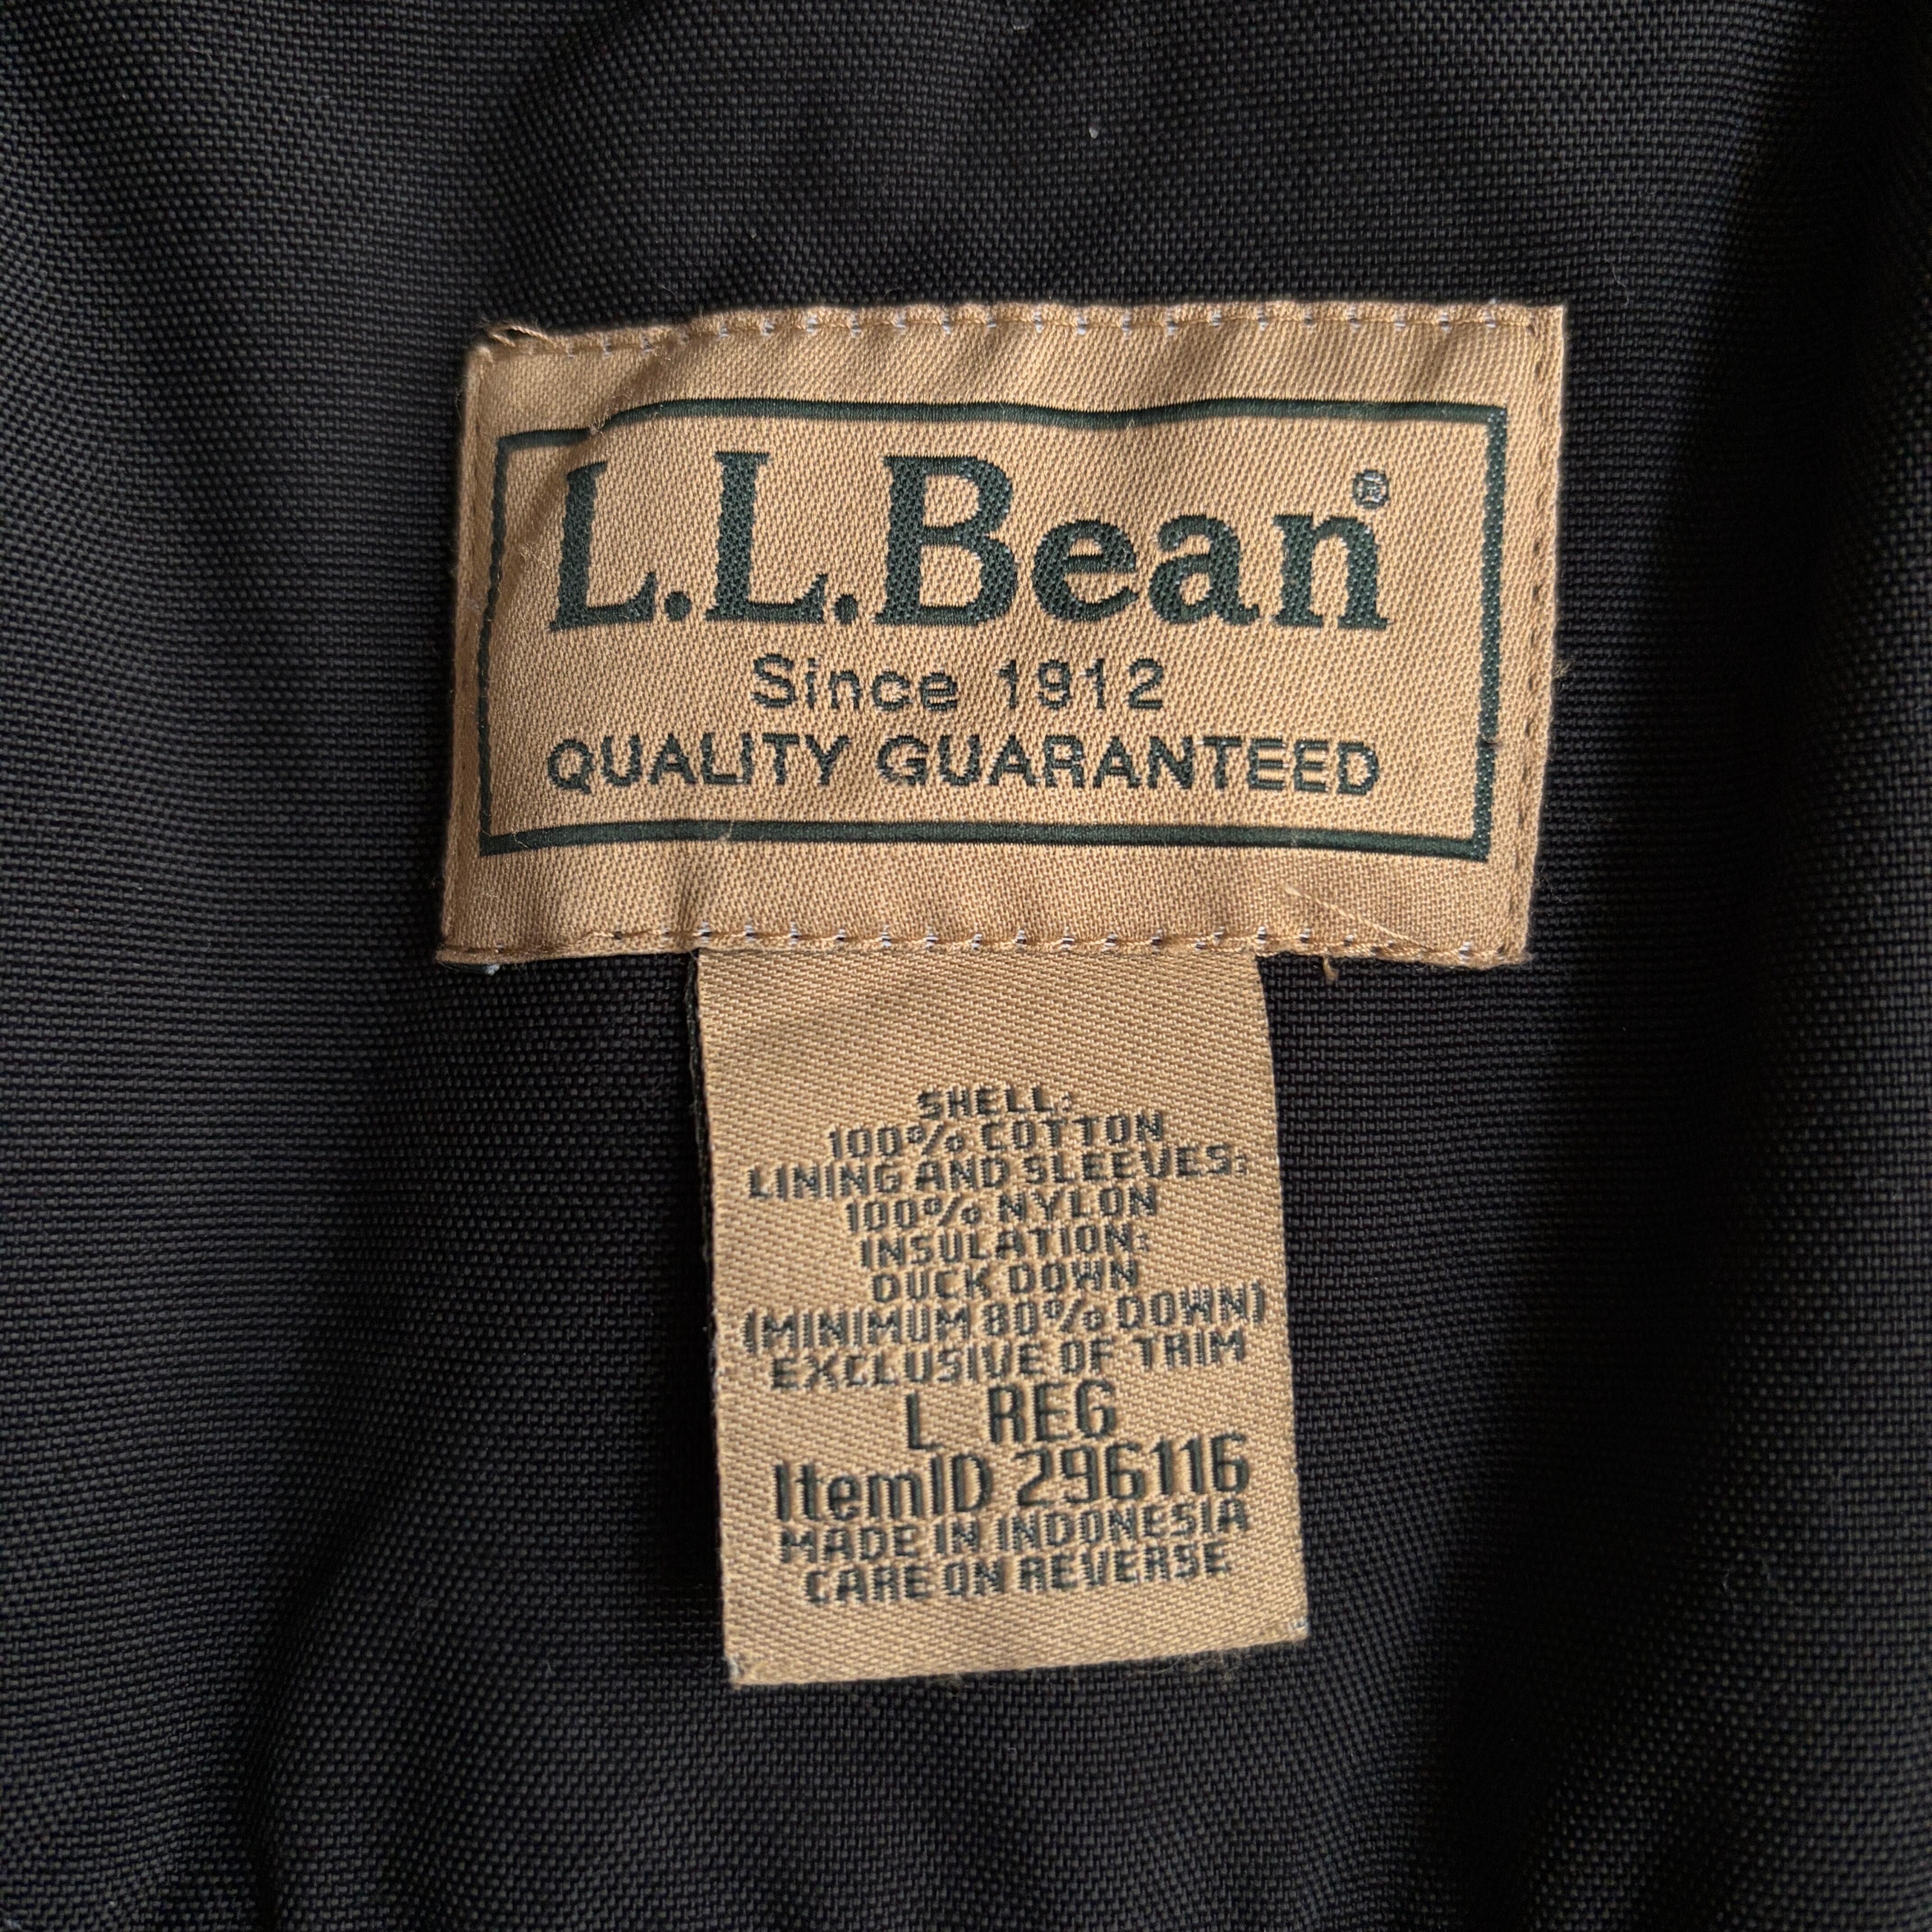 L.L.Bean®
Since 1912
QUALITY GUARANTEED
SHELL:
100% COTTON
LINING AND SLEEVES:
100% NYLON
INSULATION:
DUCK DOWN
(MINIMUM 80% DOWN)
EXCLUSIVE OF TRIM
L REG
ItemID 296116
MADE IN INDONESIA
CARE ON REVERSE